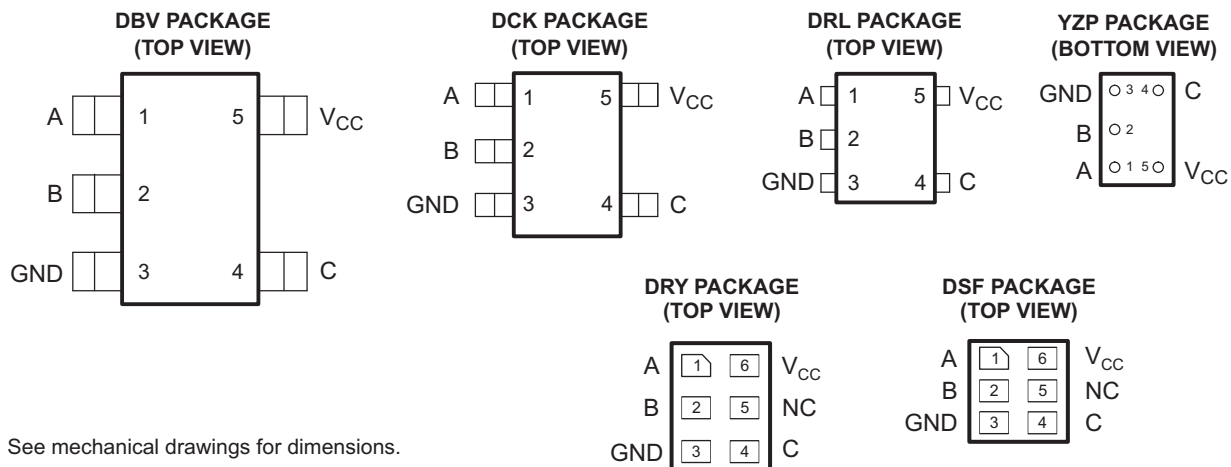 DBV PACKAGE
(TOP VIEW)
A 1 5 VCC
B 2
GND 3 4 C
DCK PACKAGE
(TOP VIEW)
A 1 5 VCC
B 2
GND 3 4 C
DRL PACKAGE
(TOP VIEW)
A 1 5 VCC
B 2
GND 3 4 C
YZP PACKAGE
(BOTTOM VIEW)
GND 3 4 C
B 2
A 1 5 VCC
DRY PACKAGE
(TOP VIEW)
A 1 6 VCC
B 2 5 NC
GND 3 4 C
DSF PACKAGE
(TOP VIEW)
A 1 6 VCC
B 2 5 NC
GND 3 4 C
See mechanical drawings for dimensions.